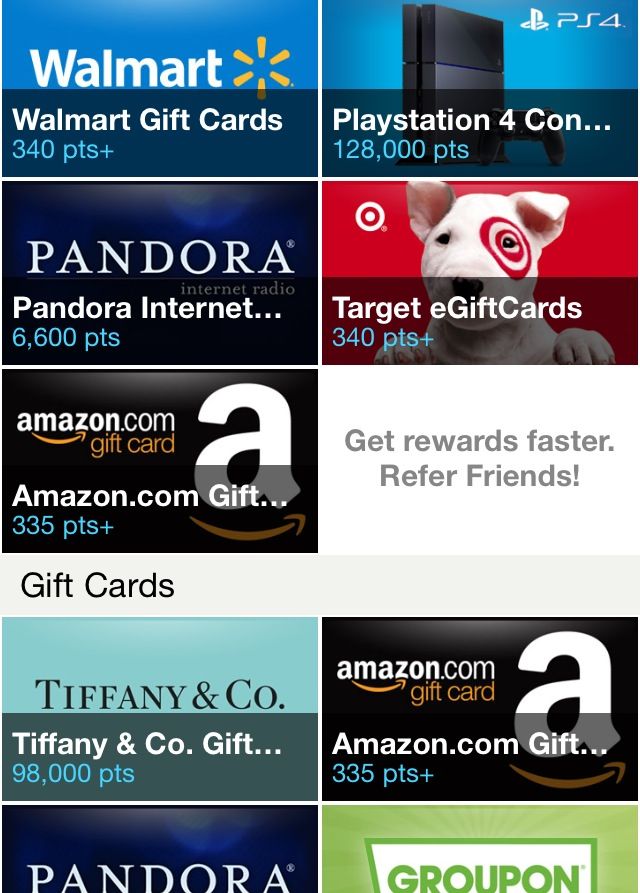 Walmart
Walmart Gift Cards
340 pts+
PS4
Playstation 4 Con...
128,000 pts
PANDORA®
internet radio
Pandora Internet...
6,600 pts
Target eGiftCards
340 pts+
amazon.com
gift card
a
Amazon.com Gift...
335 pts+
Get rewards faster.
Refer Friends!
Gift Cards
TIFFANY & CO.
Tiffany & Co. Gift...
98,000 pts
amazon.com
gift card
a
Amazon.com Gift...
335 pts+
PANDORA®
GROUPON